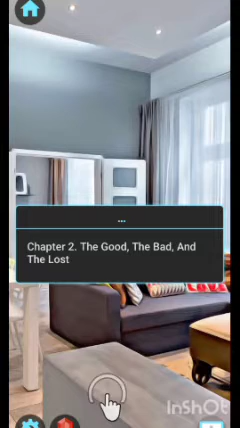 ...
Chapter 2. The Good, The Bad, And
The Lost
InShOt